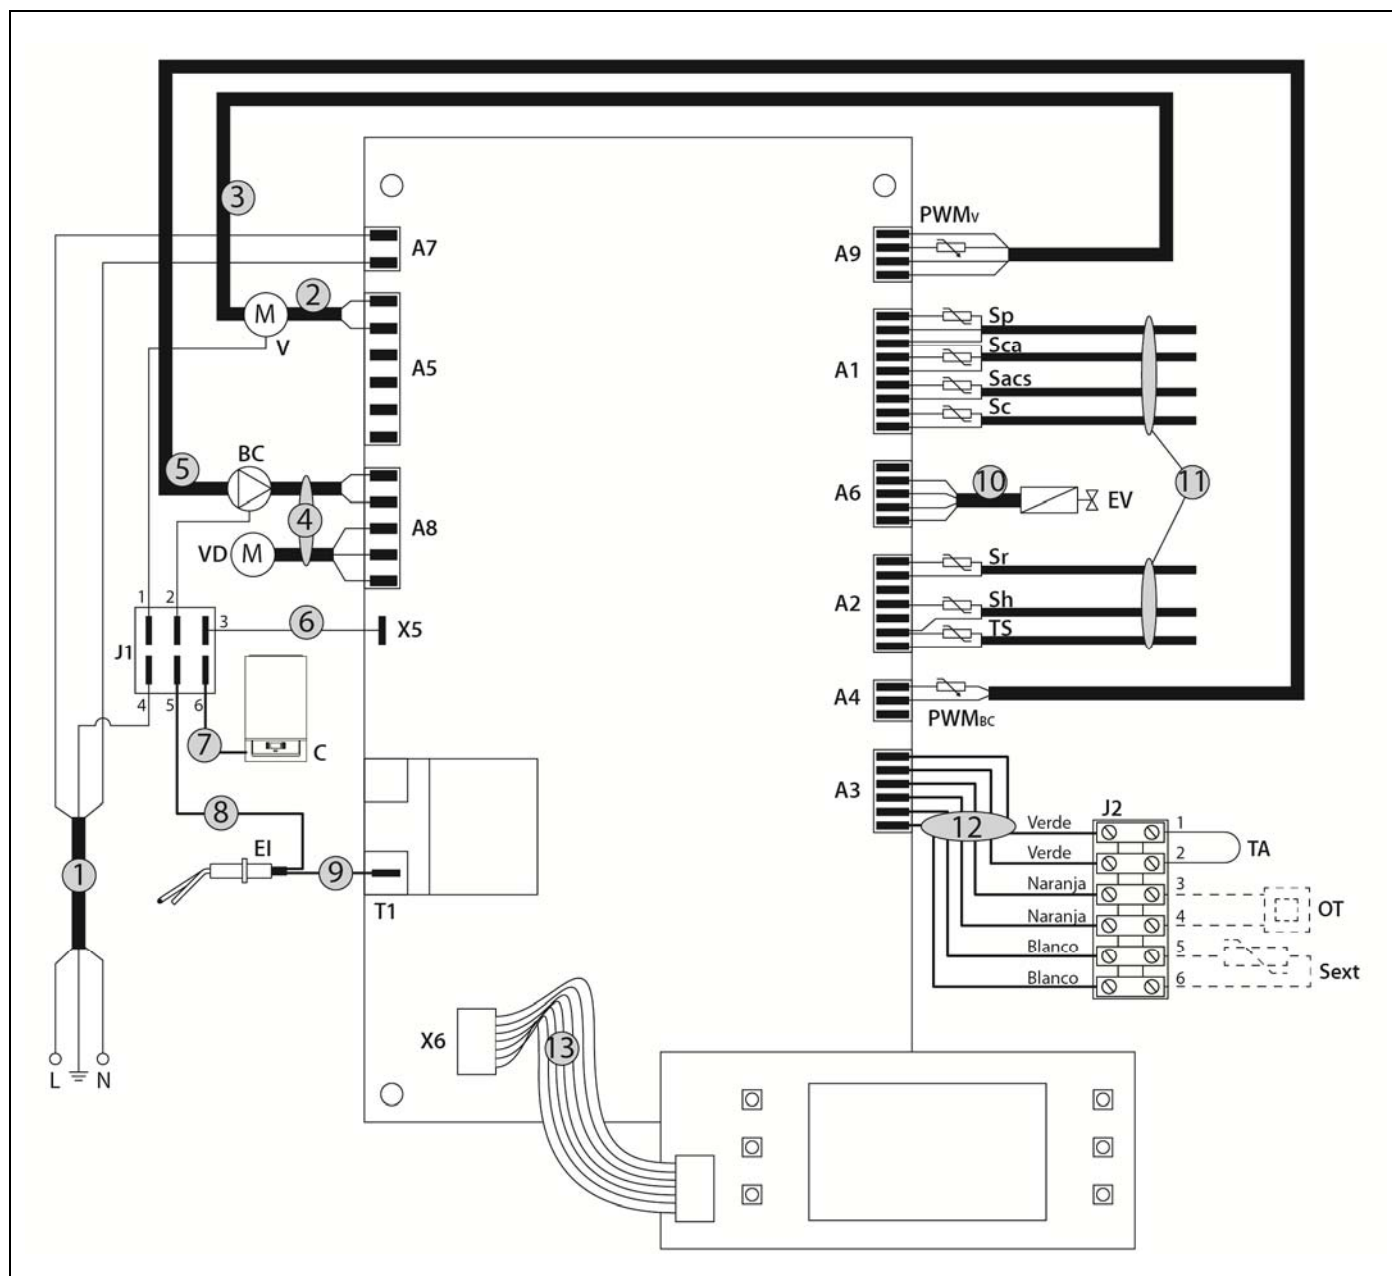 3
PWMV
A7
A9
2
M
V
Sp
Sca
A5
A1
Sacs
Sc
BC
5
10
11
A6
EV
4
A8
VD
M
Sr
A2
Sh
TS
1
2
3
6
X5
J1
4
5
6
A4
PWMBC
7
C
A3
8
J2
12
Verde
1
EI
TA
Verde
2
1
9
Naranja
3
T1
OT
Naranja
4
Blanco
5
Sext
Blanco
6
X6
13
L
N